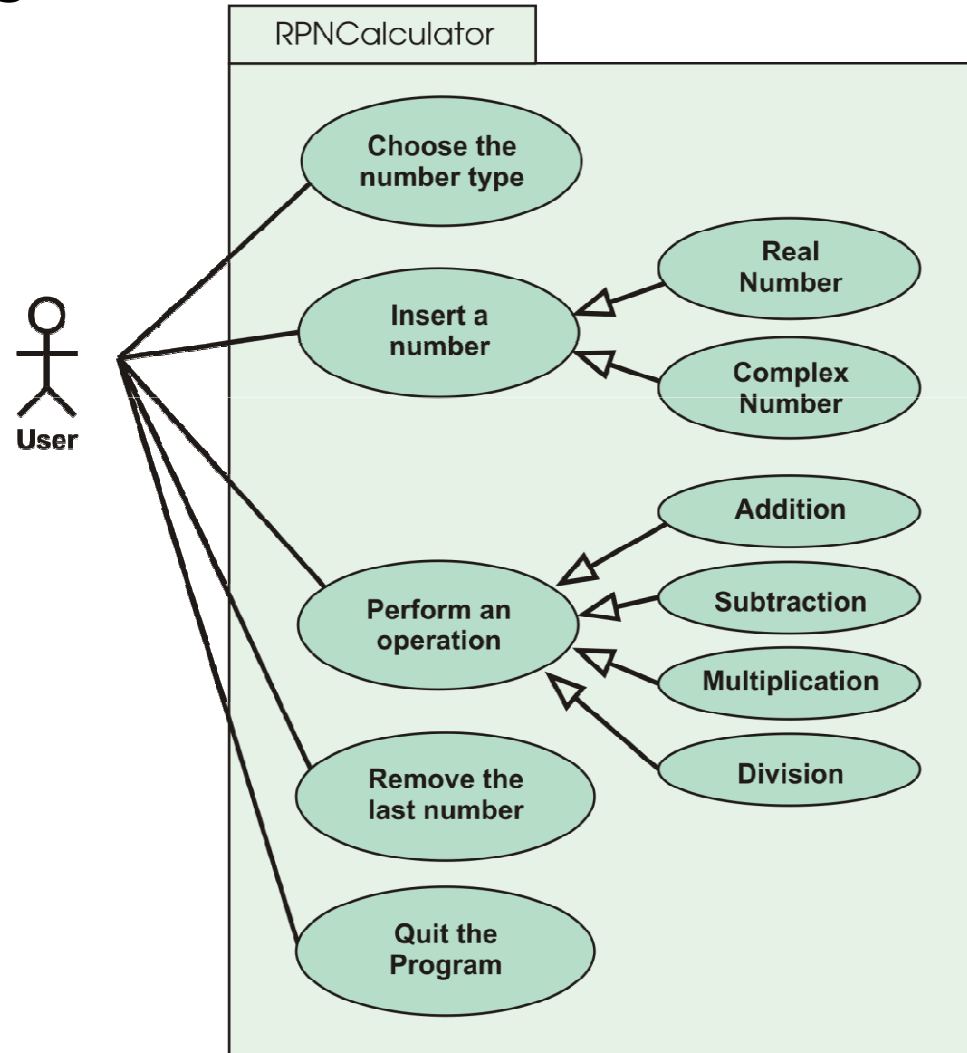 RPNCalculator
Choose the
number type
Insert a
number
Real
Number
Complex
Number
User
Perform an
operation
Addition
Subtraction
Multiplication
Division
Remove the
last number
Quit the
Program